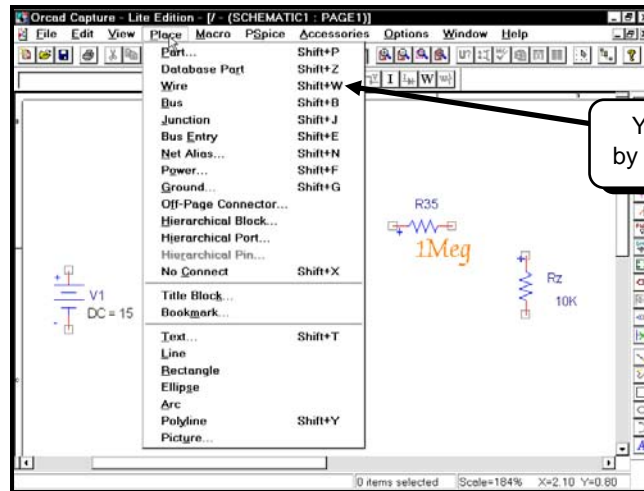 Orcad Capture - Lite Edition - [/ - (SCHEMATIC1 : PAGE1)]
File Edit View Place Macro PSpice Accessories Options Window Help
Part... Shift+P
Database Part Shift+Z
Wire Shift+W
Bus Shift+B
Junction Shift+J
Bus Entry Shift+E
Net Alias... Shift+N
Power... Shift+F
Ground... Shift+G
Off-Page Connector...
Hierarchical Block...
Hierarchical Port...
Hierarchical Pin...
No Connect Shift+X
Title Block...
Bookmark...
Text... Shift+T
Line
Rectangle
Ellipse
Arc
Polyline Shift+Y
Picture...
I W
Y
by
R35
1Meg
Rz
10K
V1
DC = 15
0 items selected Scale=184% X=2.10 Y=0.80